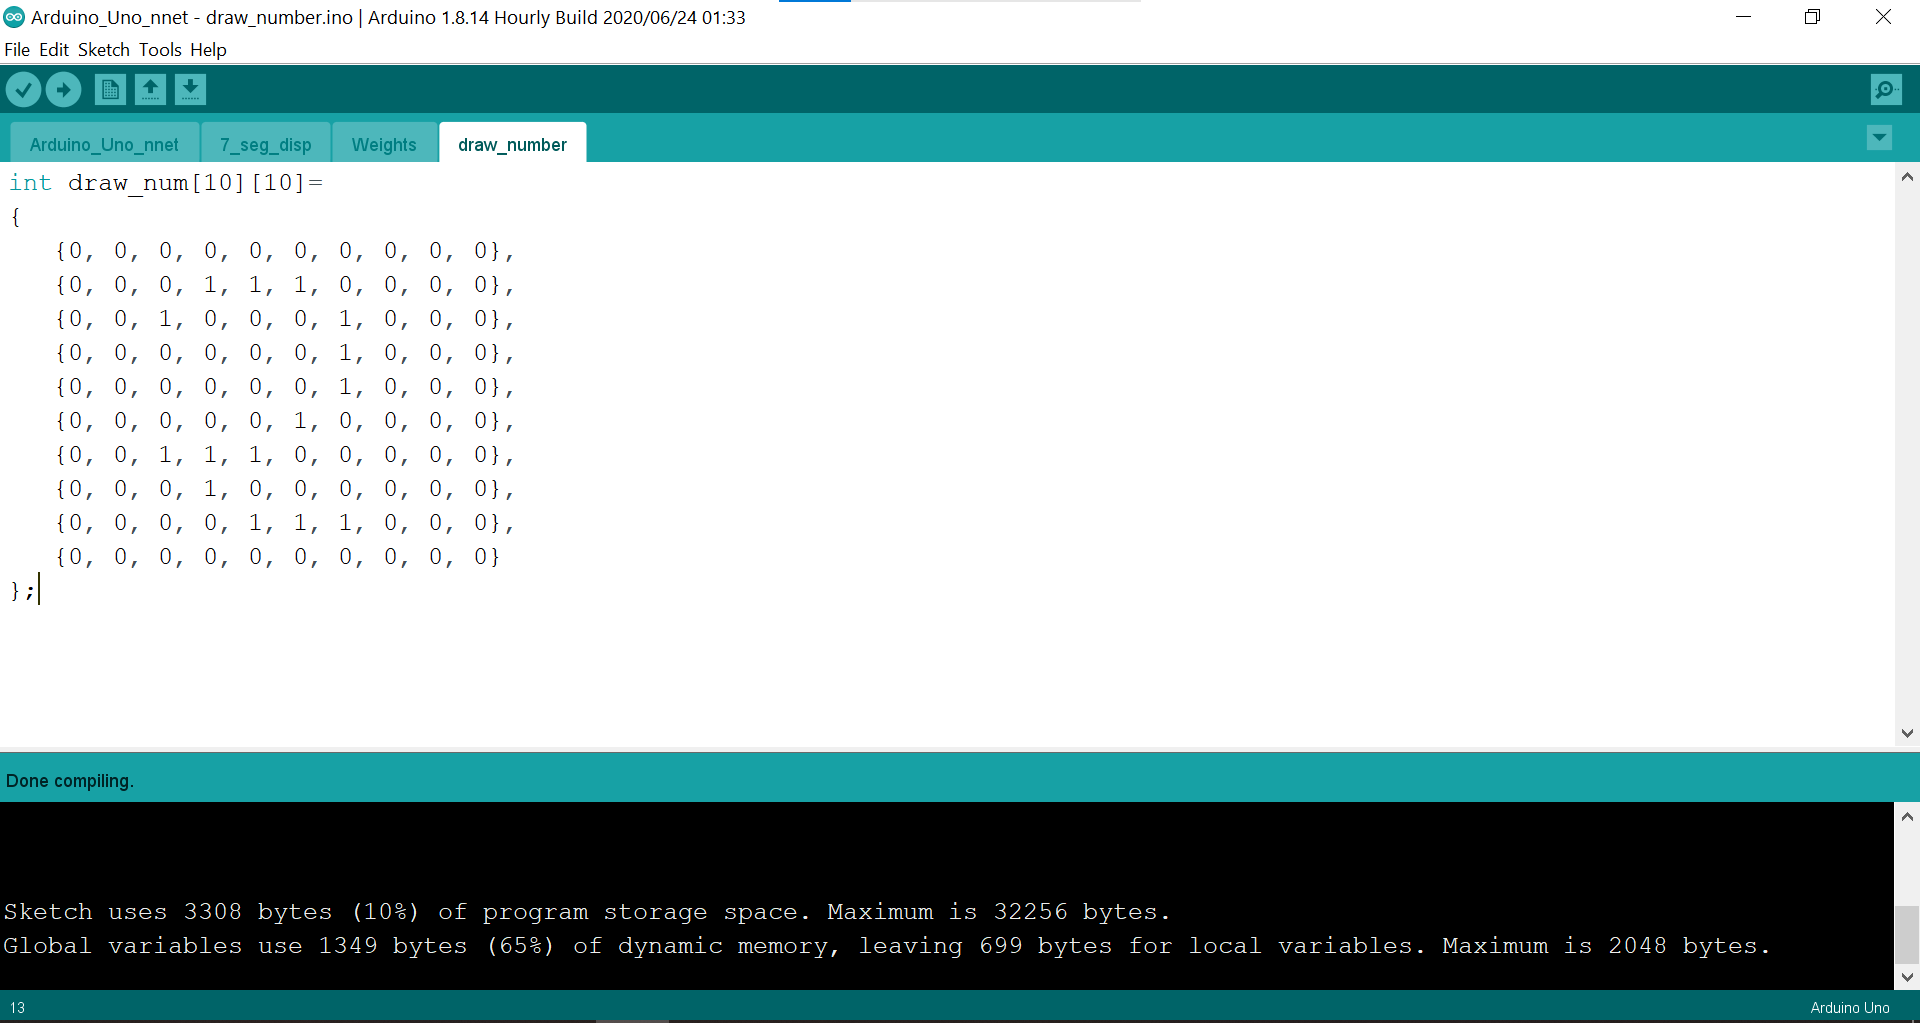 Arduino_Uno_nnet - draw_number.ino | Arduino 1.8.14 Hourly Build 2020/06/24 01:33
File Edit Sketch Tools Help
Arduino_Uno_nnet 7_seg_disp Weights draw_number
int draw_num[10][10]=
{
{0, 0, 0, 0, 0, 0, 0, 0, 0, 0},
{0, 0, 0, 1, 1, 1, 0, 0, 0, 0},
{0, 0, 1, 0, 0, 0, 1, 0, 0, 0},
{0, 0, 0, 0, 0, 0, 1, 0, 0, 0},
{0, 0, 0, 0, 0, 0, 1, 0, 0, 0},
{0, 0, 0, 0, 0, 1, 0, 0, 0, 0},
{0, 0, 1, 1, 1, 0, 0, 0, 0, 0},
{0, 0, 0, 1, 0, 0, 0, 0, 0, 0},
{0, 0, 0, 0, 1, 1, 1, 0, 0, 0},
{0, 0, 0, 0, 0, 0, 0, 0, 0, 0}
};
Done compiling.
Sketch uses 3308 bytes (10%) of program storage space. Maximum is 32256 bytes.
Global variables use 1349 bytes (65%) of dynamic memory, leaving 699 bytes for local variables. Maximum is 2048 bytes.
13 Arduino Uno